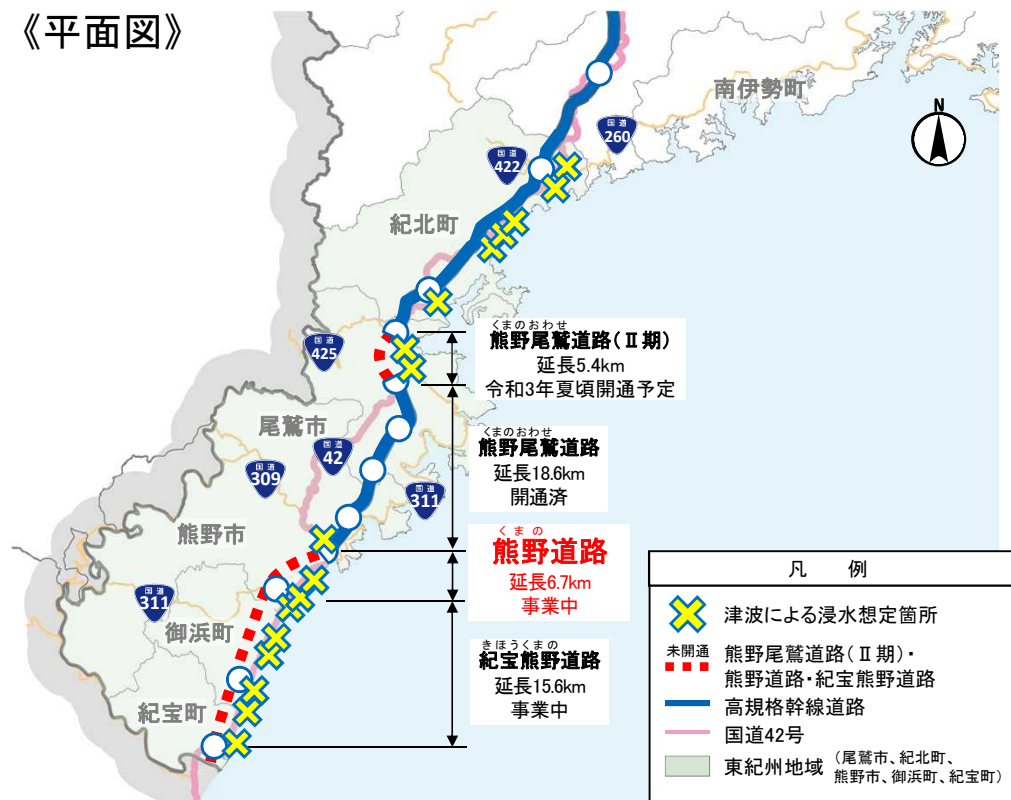 《平面図》
南伊勢町
N
国道
260
国道
422
紀北町
くまのおわせ
熊野尾鷲道路(Ⅱ期)
延長5.4km
令和3年夏頃開通予定
国道
425
尾鷲市
国道
42
くまのおわせ
熊野尾鷲道路
延長18.6km
開通済
国道
309
国道
311
熊野市
くまの
熊野道路
延長6.7km
事業中
国道
311
御浜町
きほうくまの
紀宝熊野道路
延長15.6km
事業中
紀宝町
凡 例
津波による浸水想定箇所
未開通
熊野尾鷲道路(Ⅱ期)・
熊野道路・紀宝熊野道路
高規格幹線道路
国道42号
東紀州地域 (尾鷲市、紀北町、
熊野市、御浜町、紀宝町)